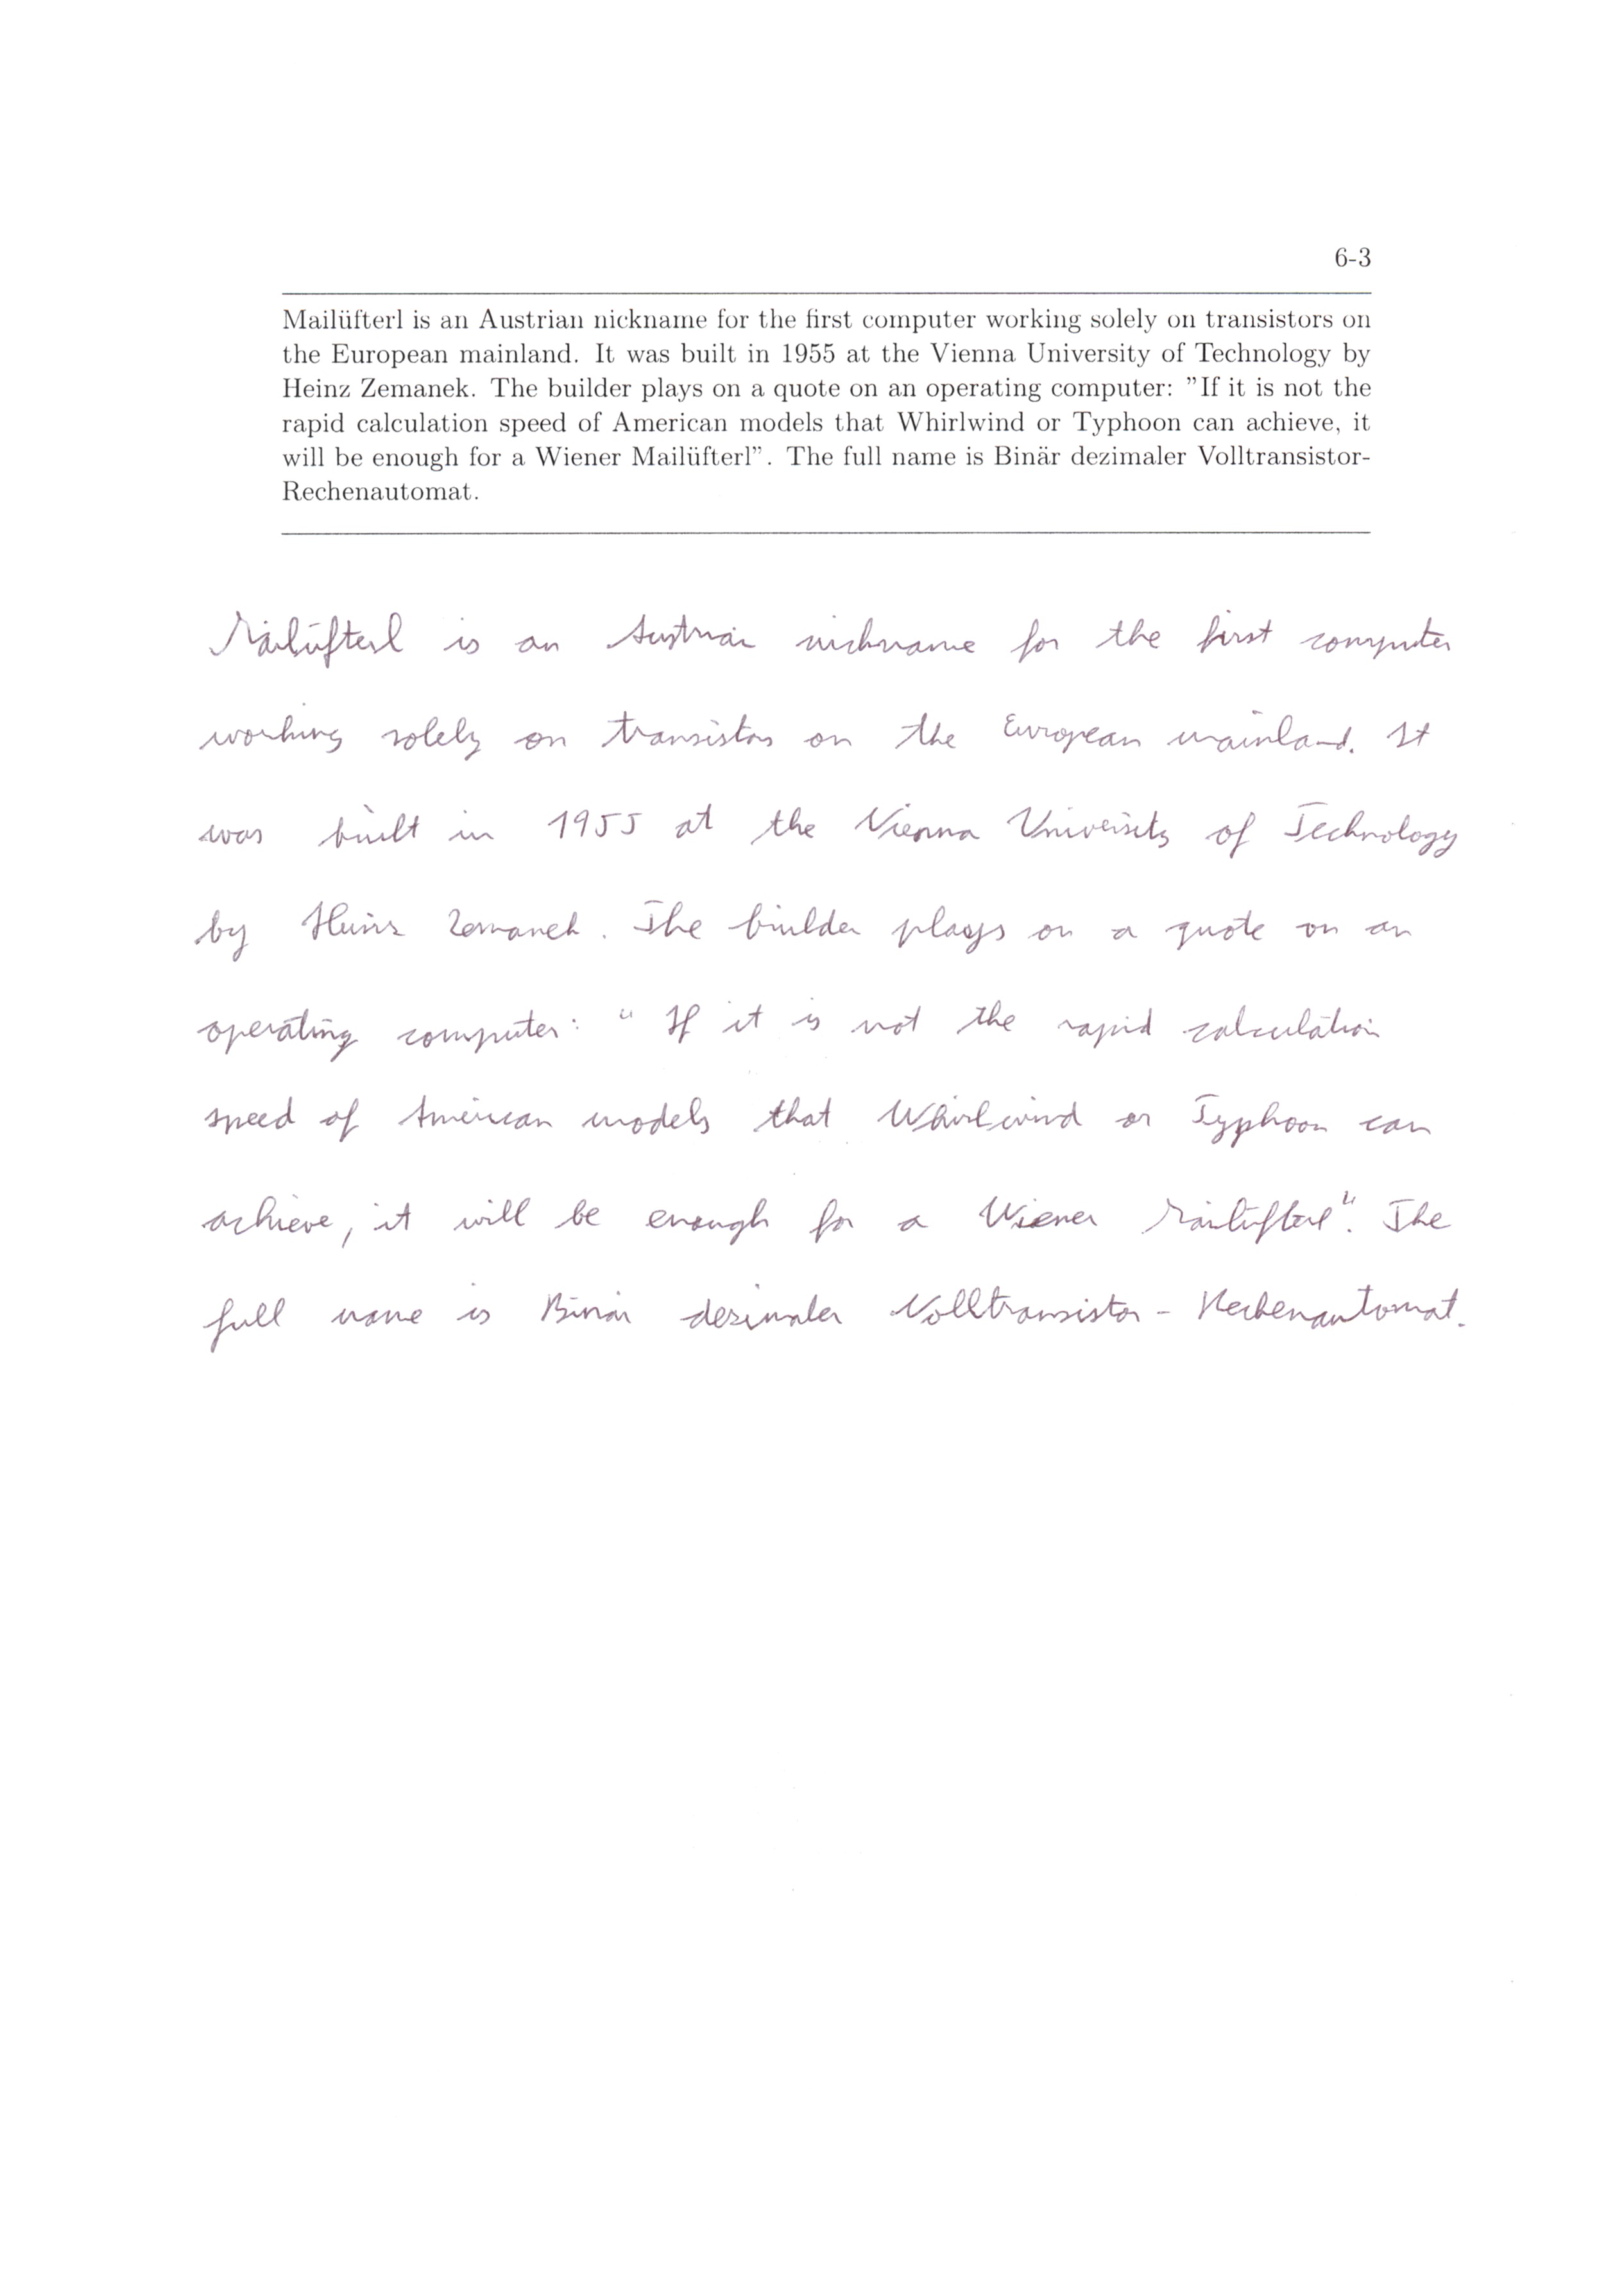 6-3
Mailüfterl is an Austrian nickname for the first computer working solely on transistors on
the European mainland. It was built in 1955 at the Vienna University of Technology by
Heinz Zemanek. The builder plays on a quote on an operating computer: ”If it is not the
rapid calculation speed of American models that Whirlwind or Typhoon can achieve, it
will be enough for a Wiener Mailüfterl”. The full name is Binär dezimaler Volltransistor-
Rechenautomat.
Mailüfterl is an Austrian nickname for the first computer
working solely on transistors on the European mainland. It
was built in 1955 at the Vienna University of Technology
by Heinz Zemanek. The builder plays on a quote on an
operating computer: "If it is not the rapid calculation
speed of American models that Whirlwind or Typhoon can
achieve, it will be enough for a Wiener Mailüfterl". The
full name is Binär dezimaler Volltransistor - Rechenautomat.